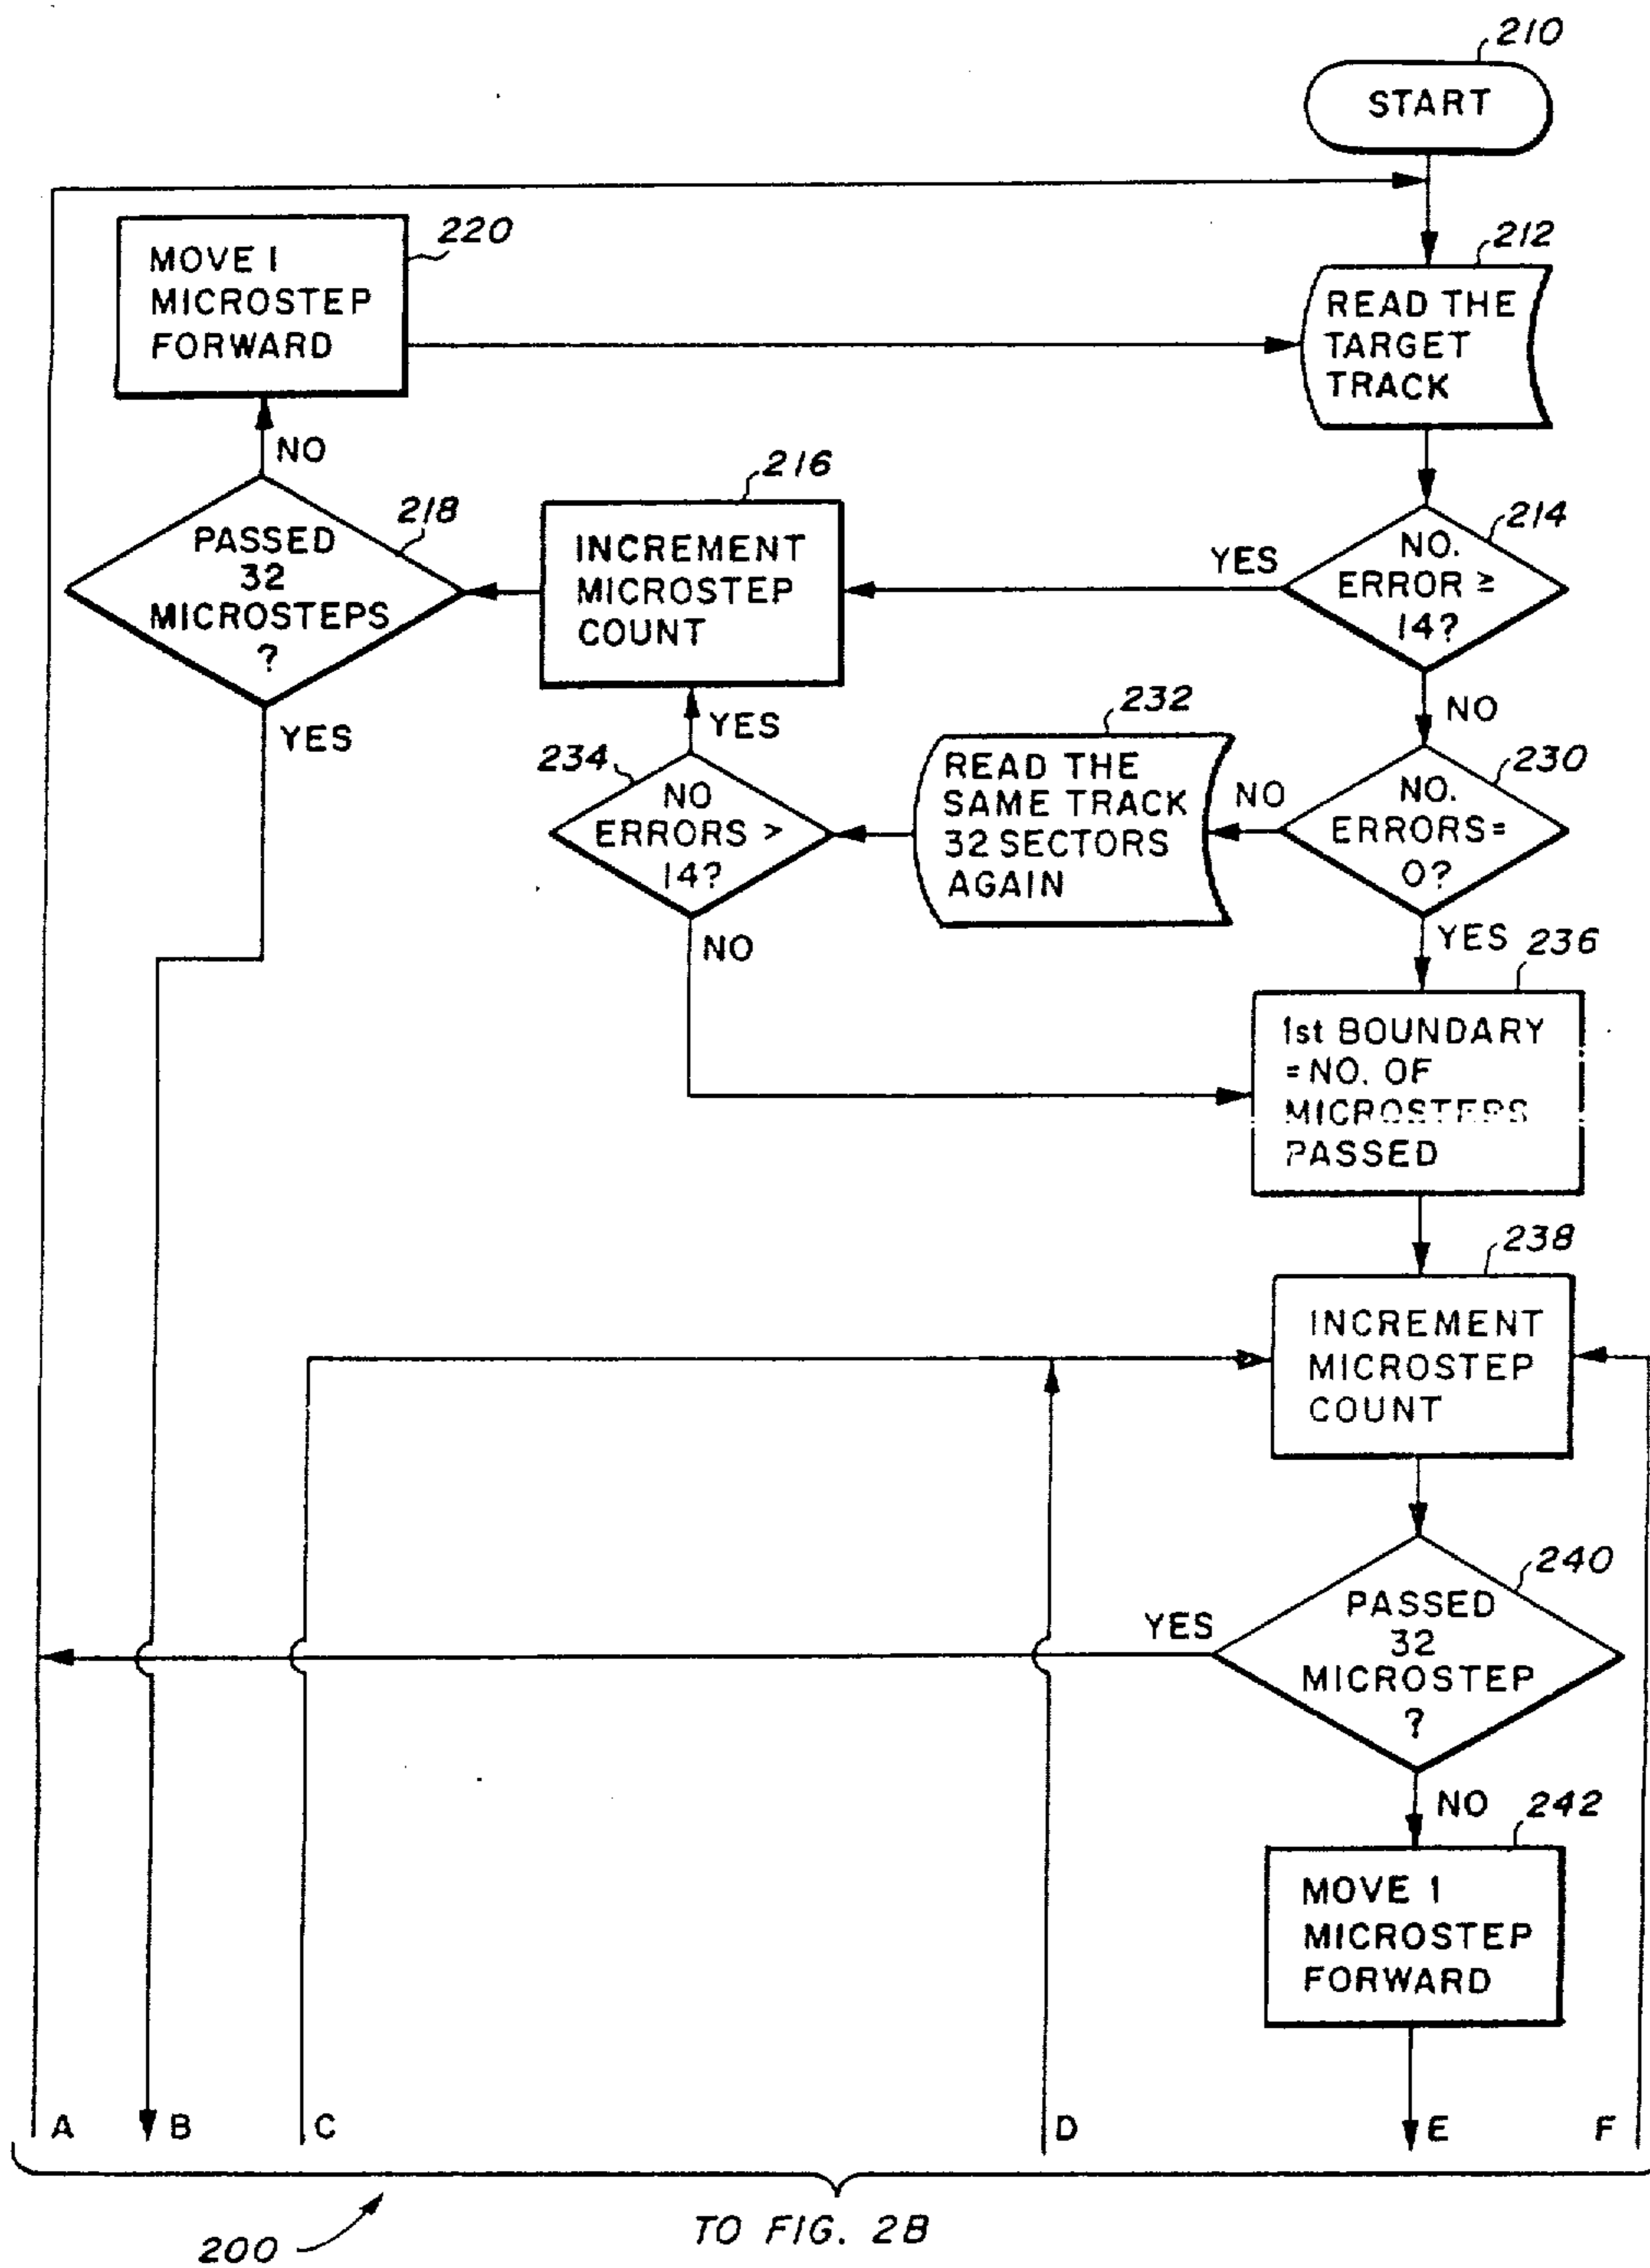 210
START
220
MOVE 1
MICROSTEP
FORWARD
212
READ THE
TARGET
TRACK
NO
218
PASSED
32
MICROSTEPS
?
YES
216
INCREMENT
MICROSTEP
COUNT
YES
214
NO.
ERROR ≥
14?
NO
YES
234
NO
ERRORS >
14?
NO
232
READ THE
SAME TRACK
32 SECTORS
AGAIN
NO
230
NO.
ERRORS=
0?
YES
236
1st BOUNDARY
=NO. OF
MICROSTEPS
PASSED
238
INCREMENT
MICROSTEP
COUNT
240
YES
PASSED
32
MICROSTEP
?
NO
242
MOVE 1
MICROSTEP
FORWARD
A
B
C
D
E
F
200
TO FIG. 2B